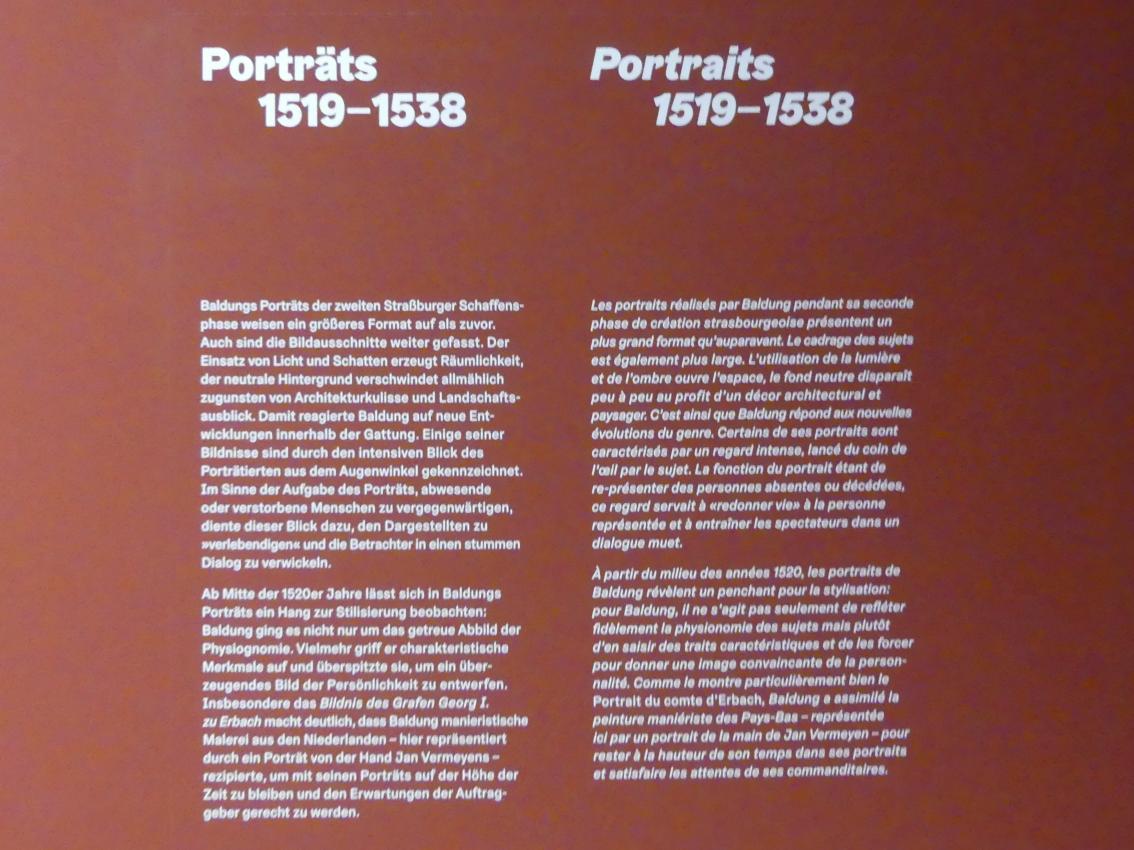 Porträts
1519–1538
Baldungs Porträts der zweiten Straßburger Schaffens-
phase weisen ein größeres Format auf als zuvor.
Auch sind die Bildausschnitte weiter gefasst. Der
Einsatz von Licht und Schatten erzeugt Räumlichkeit,
der neutrale Hintergrund verschwindet allmählich
zugunsten von Architekturkulisse und Landschafts-
ausblick. Damit reagierte Baldung auf neue Ent-
wicklungen innerhalb der Gattung. Einige seiner
Bildnisse sind durch den intensiven Blick des
Porträtierten aus dem Augenwinkel gekennzeichnet.
Im Sinne der Aufgabe des Porträts, abwesende
oder verstorbene Menschen zu vergegenwärtigen,
diente dieser Blick dazu, den Dargestellten zu
»verlebendigen« und die Betrachter in einen stummen
Dialog zu verwickeln.
Ab Mitte der 1520er Jahre lässt sich in Baldungs
Porträts ein Hang zur Stilisierung beobachten:
Baldung ging es nicht nur um das getreue Abbild der
Physiognomie. Vielmehr griff er charakteristische
Merkmale auf und überspitzte sie, um ein über-
zeugendes Bild der Persönlichkeit zu entwerfen.
Insbesondere das Bildnis des Grafen Georg I.
zu Erbach macht deutlich, dass Baldung manieristische
Malerei aus den Niederlanden – hier repräsentiert
durch ein Porträt von der Hand Jan Vermeyens –
rezipierte, um mit seinen Porträts auf der Höhe der
Zeit zu bleiben und den Erwartungen der Auftrag-
geber gerecht zu werden.
Portraits
1519–1538
Les portraits réalisés par Baldung pendant sa seconde
phase de création strasbourgeoise présentent un
plus grand format qu'auparavant. Le cadrage des sujets
est également plus large. L'utilisation de la lumière
et de l'ombre ouvre l'espace, le fond neutre disparaît
peu à peu au profit d'un décor architectural et
paysager. C'est ainsi que Baldung répond aux nouvelles
évolutions du genre. Certains de ses portraits sont
caractérisés par un regard intense, lancé du coin de
l'œil par le sujet. La fonction du portrait étant de
re-présenter des personnes absentes ou décédées,
ce regard servait à «redonner vie» à la personne
représentée et à entraîner les spectateurs dans un
dialogue muet.
À partir du milieu des années 1520, les portraits de
Baldung révèlent un penchant pour la stylisation:
pour Baldung, il ne s'agit pas seulement de refléter
fidèlement la physionomie des sujets mais plutôt
d'en saisir des traits caractéristiques et de les forcer
pour donner une image convaincante de la person-
nalité. Comme le montre particulièrement bien le
Portrait du comte d'Erbach, Baldung a assimilé la
peinture maniériste des Pays-Bas – représentée
ici par un portrait de la main de Jan Vermeyen – pour
rester à la hauteur de son temps dans ses portraits
et satisfaire les attentes de ses commanditaires.